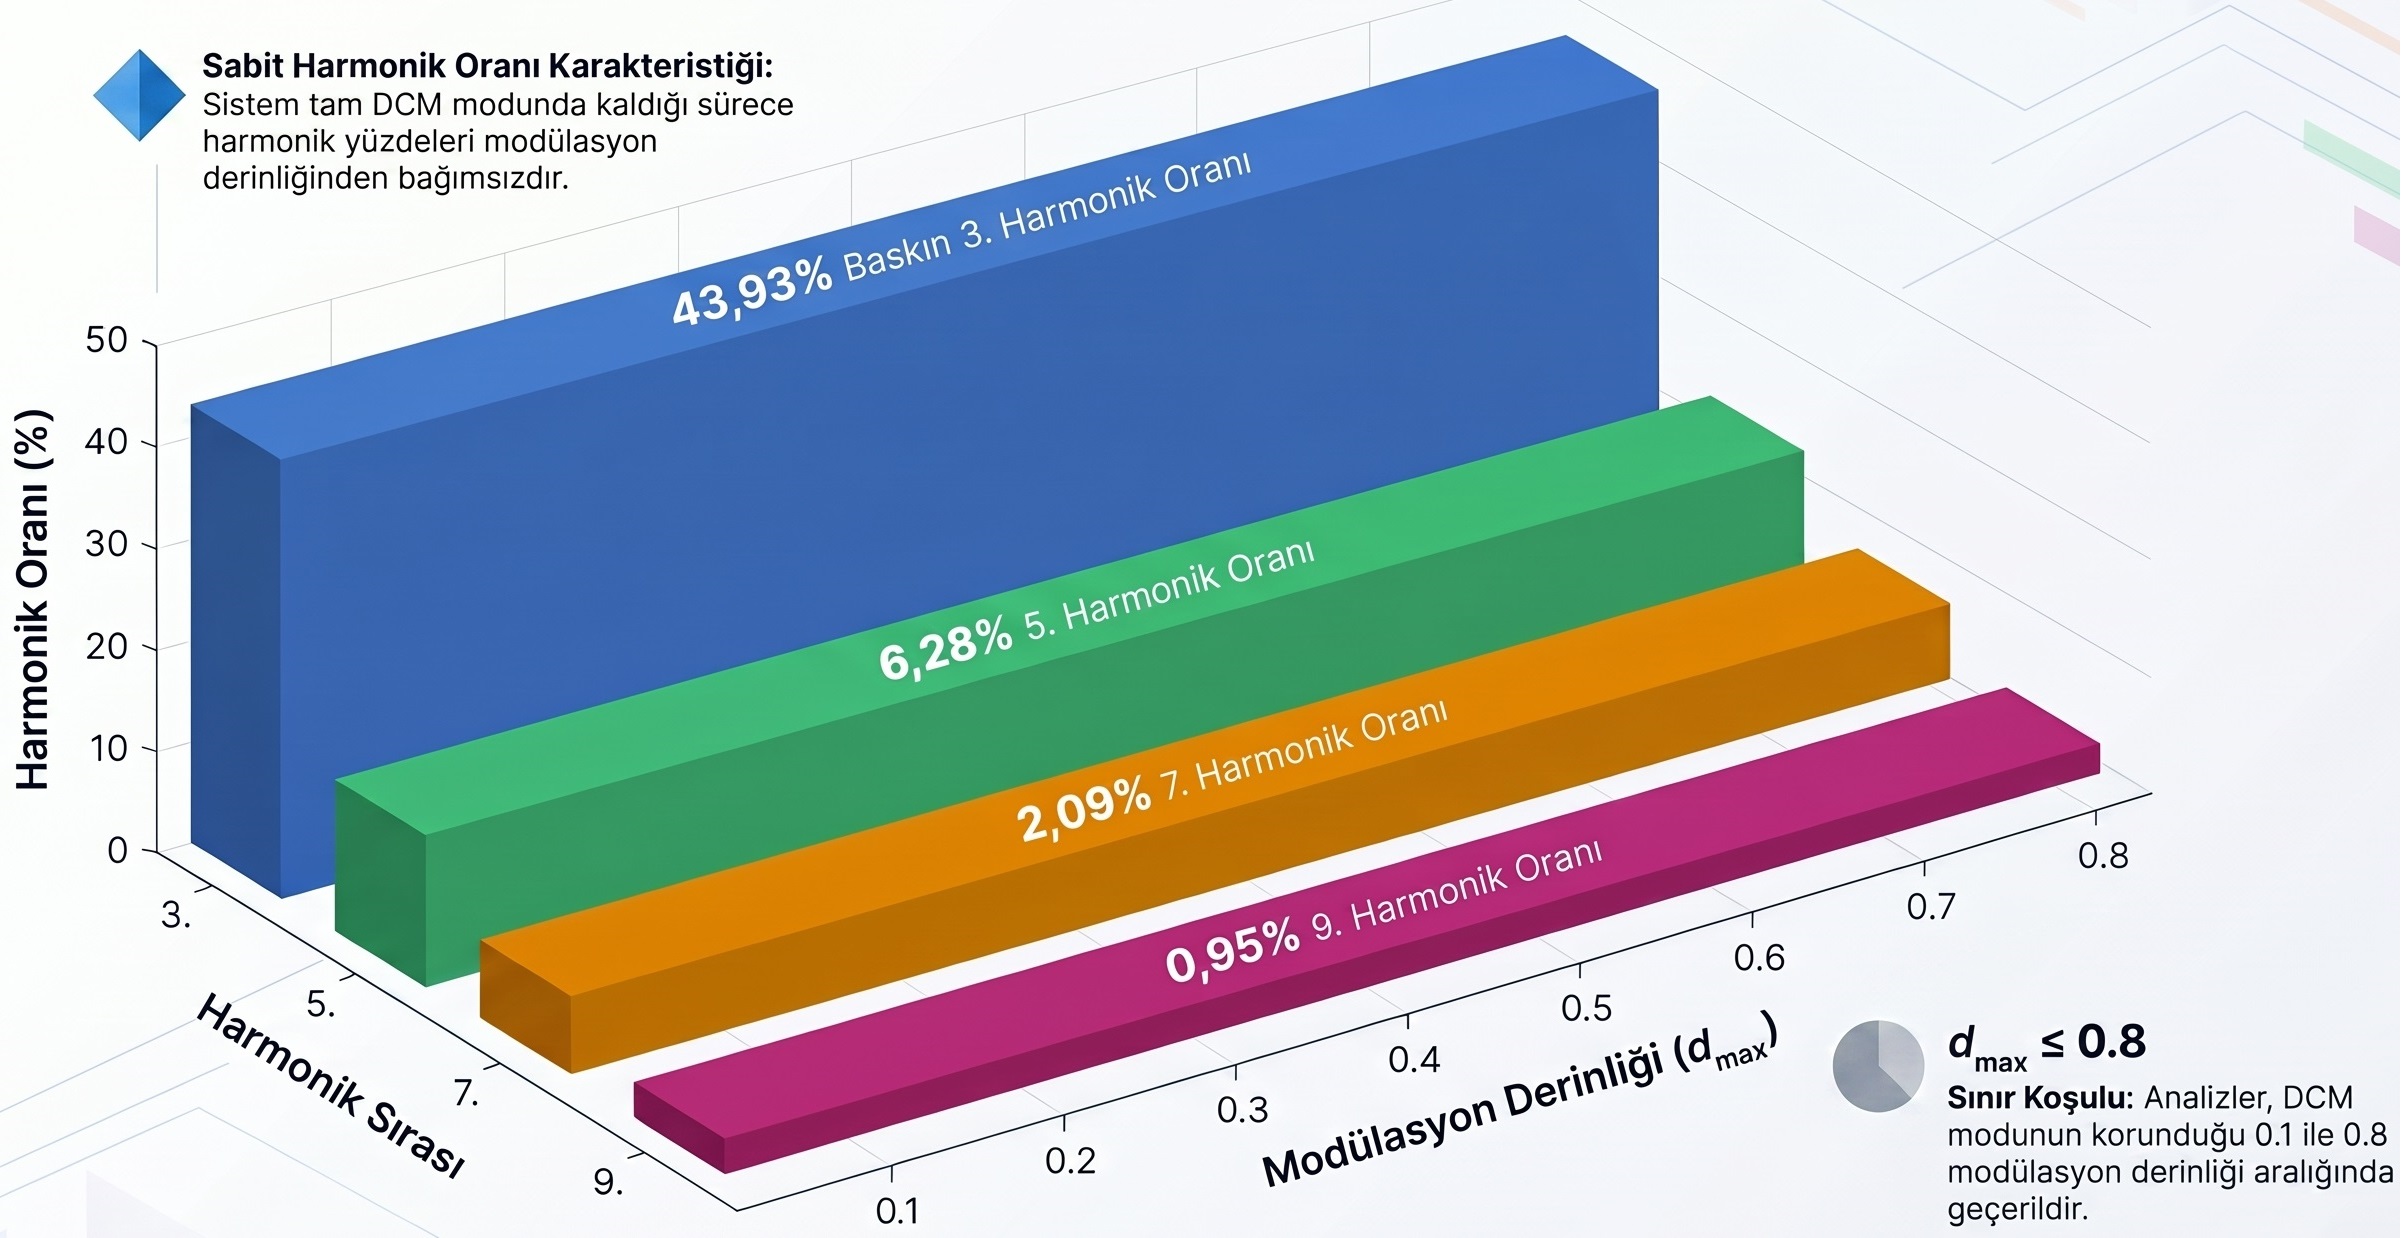 Sabit Harmonik Oranı Karakteristiği:
Sistem tam DCM modunda kaldığı sürece
harmonik yüzdeleri modülasyon
derinliğinden bağımsızdır.
43,93% Baskın 3. Harmonik Oranı
6,28% 5. Harmonik Oranı
2,09% 7. Harmonik Oranı
0,95% 9. Harmonik Oranı
Harmonik Oranı (%)
50
40
30
20
10
0
3.
5.
7.
9.
Harmonik Sırası
0.1
0.2
0.3
0.4
0.5
0.6
0.7
0.8
Modülasyon Derinliği (dmax)
dmax ≤ 0.8
Sınır Koşulu: Analizler, DCM
modunun korunduğu 0.1 ile 0.8
modülasyon derinliği aralığında
geçerildir.